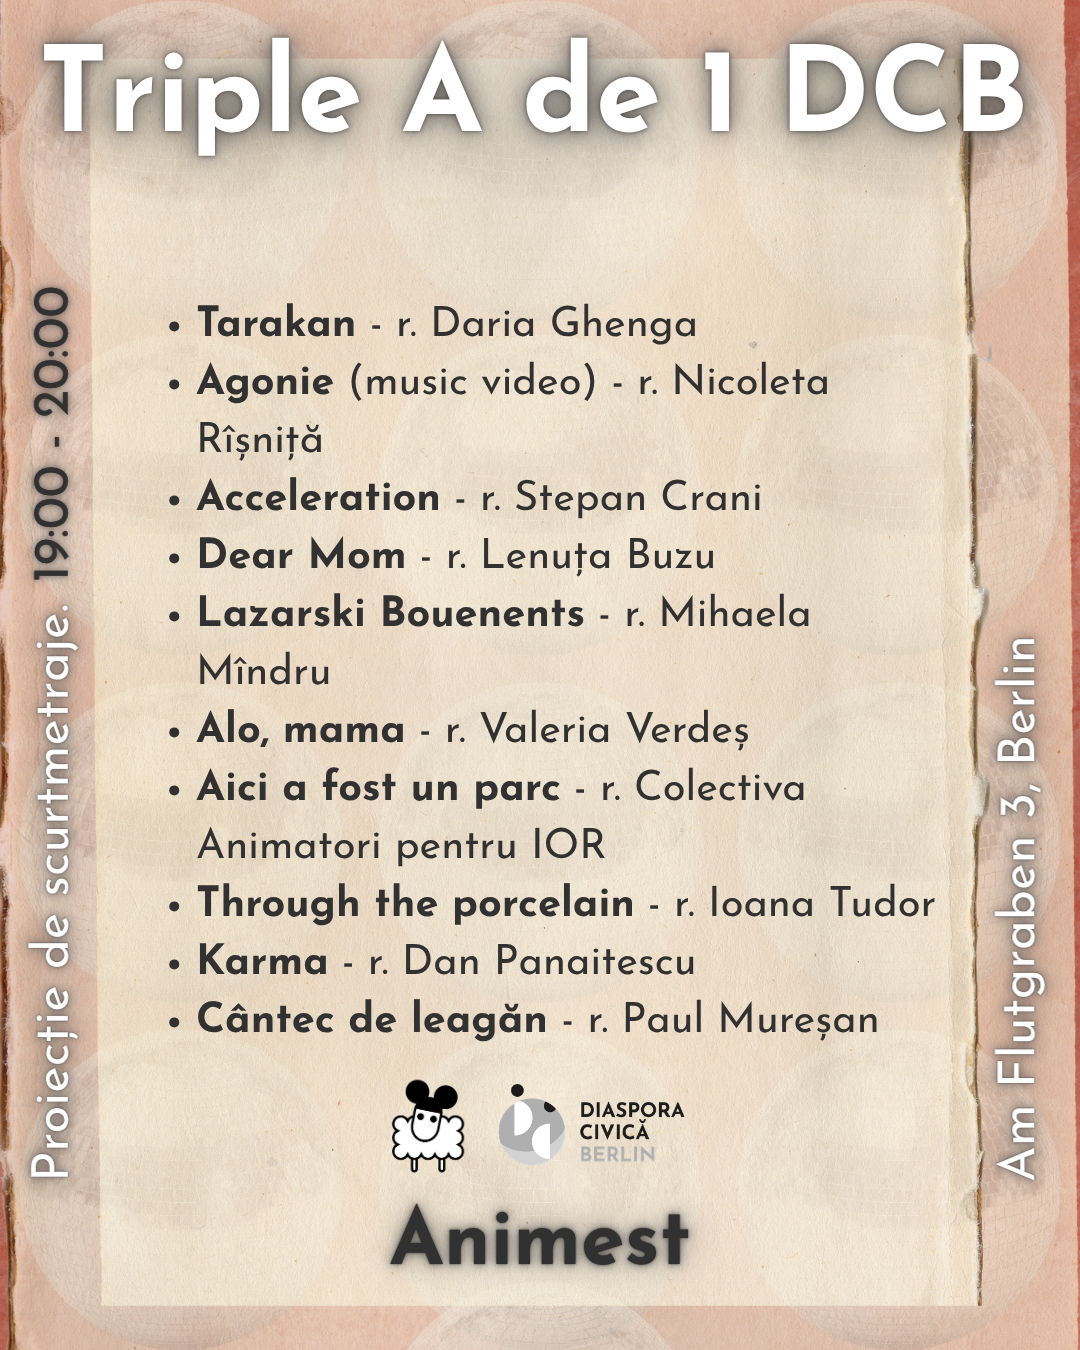 Triple A de 1 DCB
Proiecție de scurtmetraje. 19:00 - 20:00
• Tarakan - r. Daria Ghenga
• Agonie (music video) - r. Nicoleta
Rîșniță
• Acceleration - r. Stepan Crani
• Dear Mom - r. Lenuța Buzu
• Lazarski Bouenents - r. Mihaela
Mîndru
• Alo, mama - r. Valeria Verdeș
• Aici a fost un parc - r. Colectiva
Animatori pentru IOR
• Through the porcelain - r. Ioana Tudor
• Karma - r. Dan Panaitescu
• Cântec de leagăn - r. Paul Mureșan
Am Flutgraben 3, Berlin
DIASPORA
CIVICĂ
BERLIN
Animest